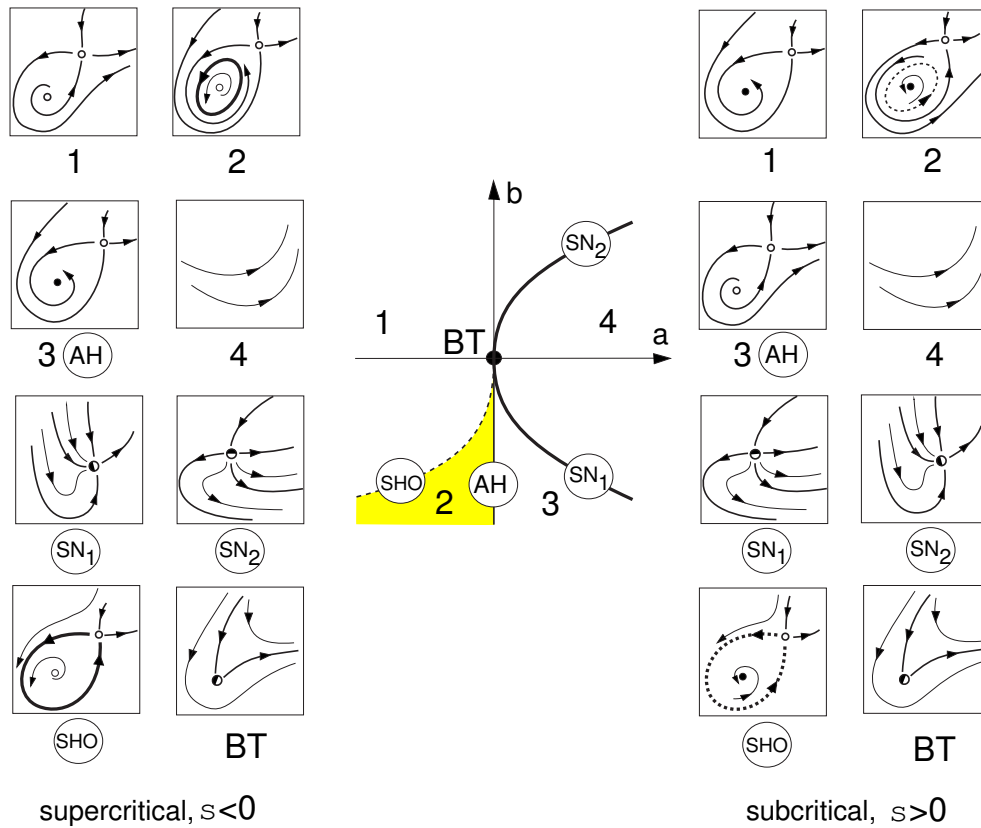 1
2
3 AH
4
SN1
SN2
SHO
BT
supercritical, s<0
b
SN2
1
4
BT
a
SHO
2
AH
3
SN1
1
2
3 AH
4
SN1
SN2
SHO
BT
subcritical, s>0